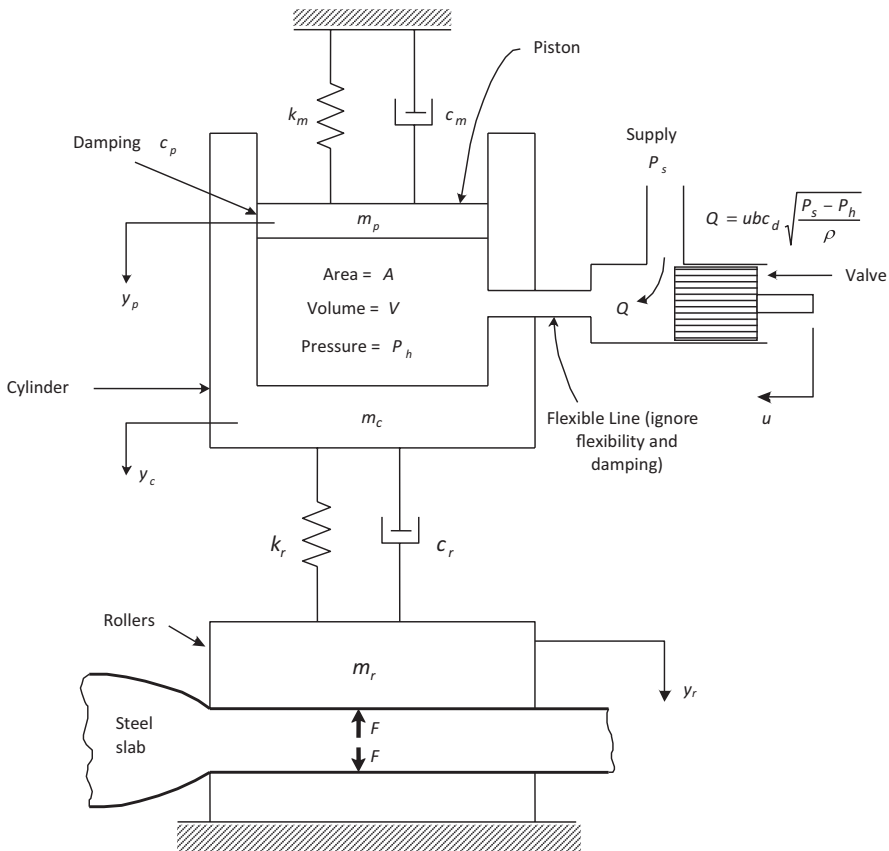 Piston
k_m
c_m
Damping c_p
Supply
P_s
Q = ubc_d √((P_s − P_h)/ρ)
m_p
Valve
y_p
Area = A
Volume = V
Q
Pressure = P_h
Cylinder
m_c
Flexible Line (ignore
flexibility and
damping)
u
y_c
k_r
c_r
Rollers
m_r
y_r
Steel
slab
F
F